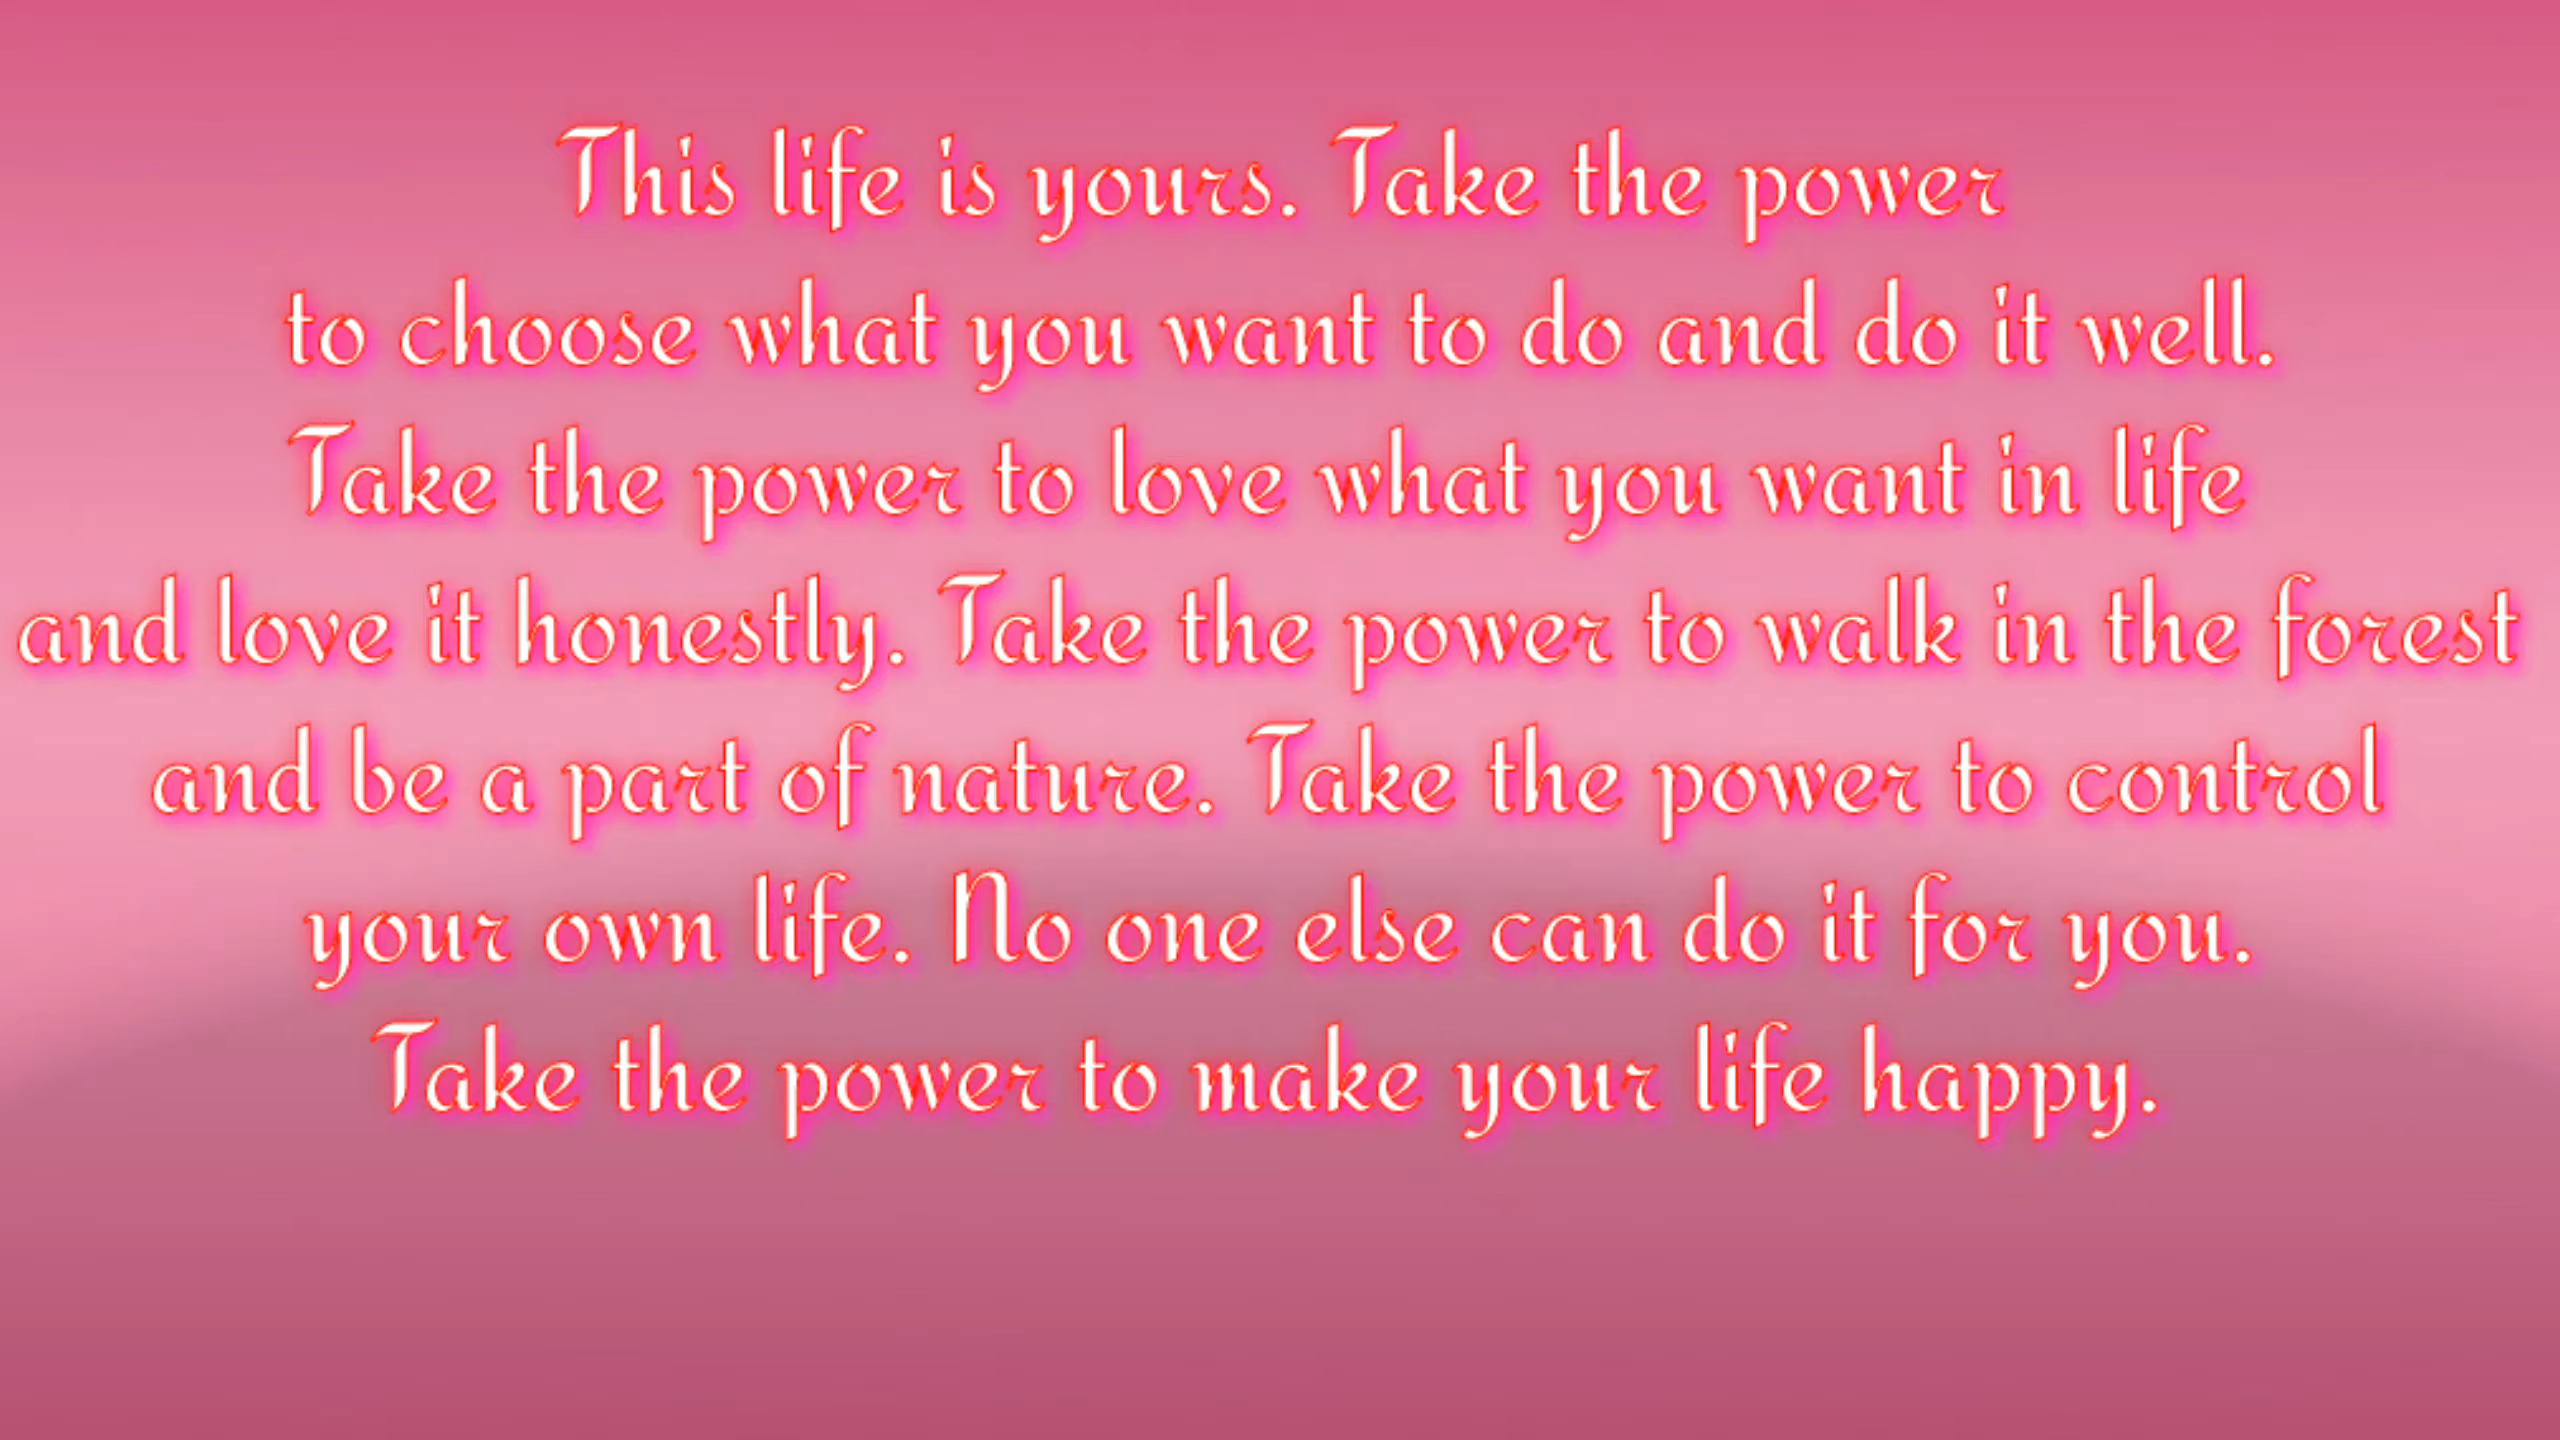 This life is yours. Take the power
to choose what you want to do and do it well.
Take the power to love what you want in life
and love it honestly. Take the power to walk in the forest
and be a part of nature. Take the power to control
your own life. No one else can do it for you.
Take the power to make your life happy.